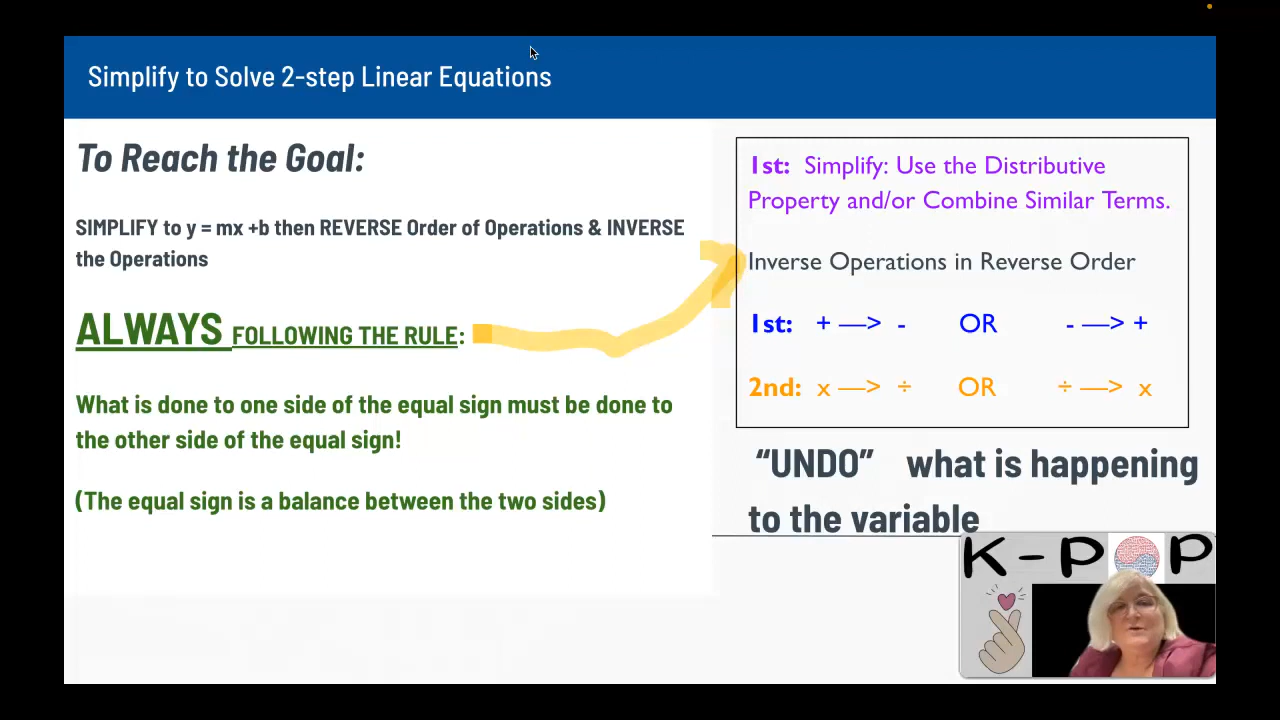 Simplify to Solve 2-step Linear Equations
To Reach the Goal:
SIMPLIFY to y = mx +b then REVERSE Order of Operations & INVERSE
the Operations
ALWAYS FOLLOWING THE RULE:
What is done to one side of the equal sign must be done to
the other side of the equal sign!
(The equal sign is a balance between the two sides)
1st: Simplify: Use the Distributive
Property and/or Combine Similar Terms.
Inverse Operations in Reverse Order
1st: + —> - OR - —> +
2nd: x —> ÷ OR ÷ —> x
“UNDO” what is happening
to the variable
K-POP